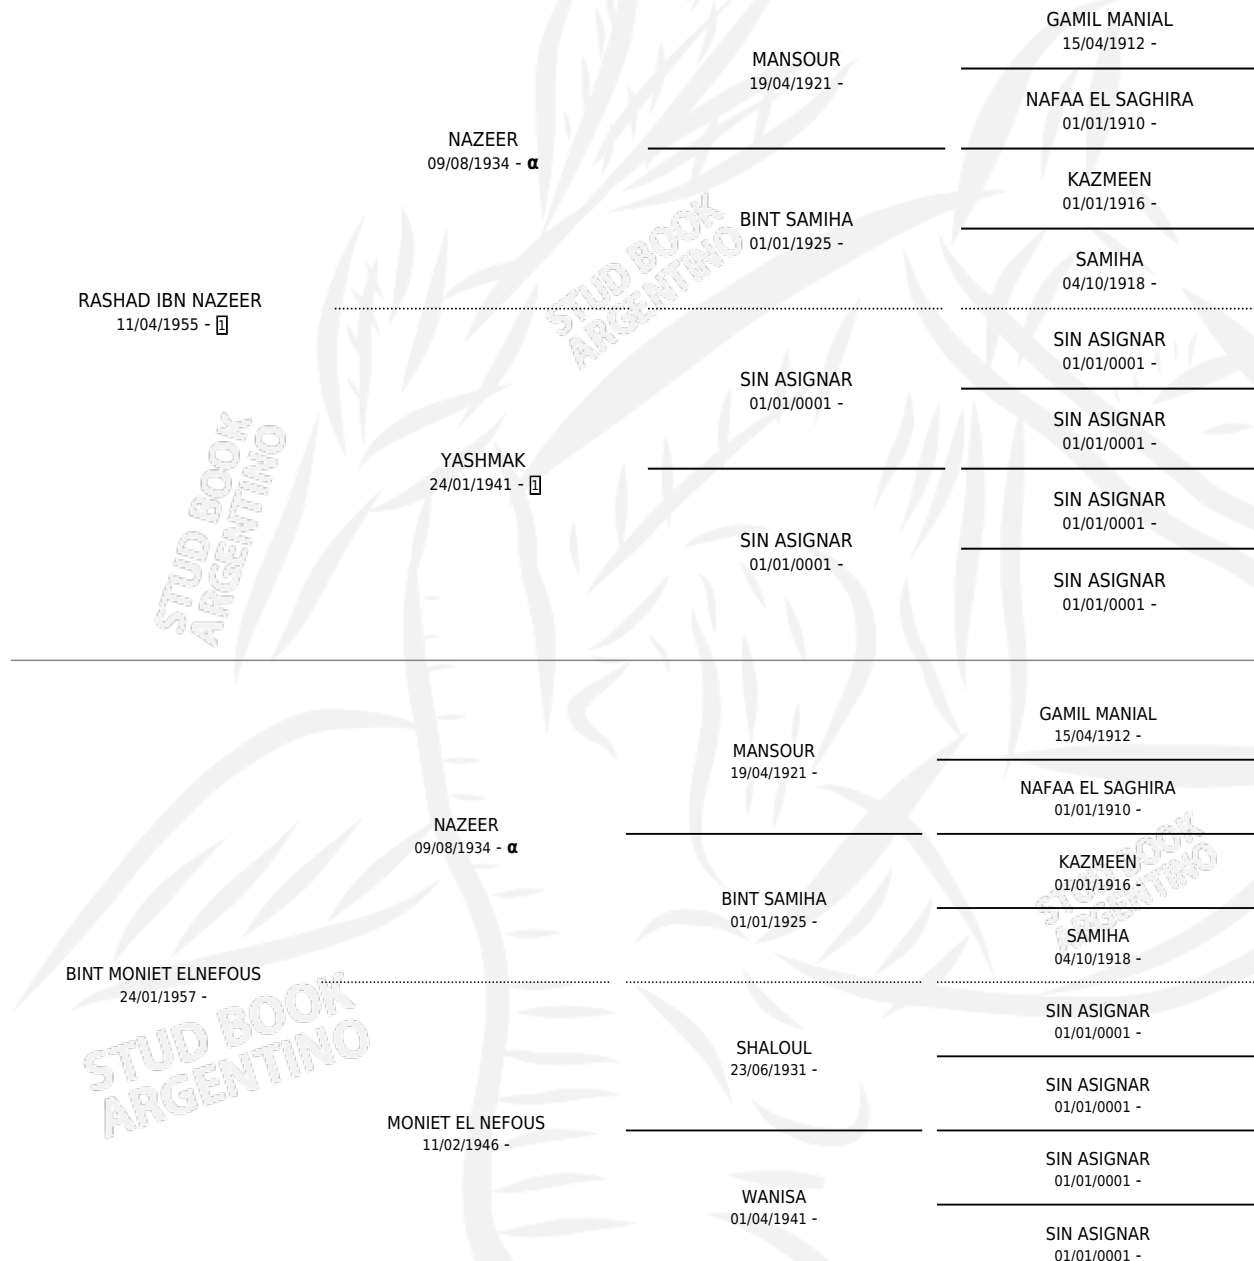 GAMIL MANIAL
15/04/1912 -
MANSOUR
19/04/1921 -
NAFAA EL SAGHIRA
01/01/1910 -
NAZEER
09/08/1934 - α
KAZMEEN
01/01/1916 -
BINT SAMIHA
01/01/1925 -
SAMIHA
04/10/1918 -
RASHAD IBN NAZEER
11/04/1955 - 1
SIN ASIGNAR
01/01/0001 -
SIN ASIGNAR
01/01/0001 -
SIN ASIGNAR
01/01/0001 -
YASHMAK
24/01/1941 - 1
SIN ASIGNAR
01/01/0001 -
SIN ASIGNAR
01/01/0001 -
SIN ASIGNAR
01/01/0001 -
STUD BOOK
ARGENTINO
STUD BOOK
ARGENTINO
GAMIL MANIAL
15/04/1912 -
MANSOUR
19/04/1921 -
NAFAA EL SAGHIRA
01/01/1910 -
NAZEER
09/08/1934 - α
KAZMEEN
01/01/1916 -
BINT SAMIHA
01/01/1925 -
SAMIHA
04/10/1918 -
BINT MONIET ELNEFOUS
24/01/1957 -
SIN ASIGNAR
01/01/0001 -
SHALOUL
23/06/1931 -
SIN ASIGNAR
01/01/0001 -
MONIET EL NEFOUS
11/02/1946 -
SIN ASIGNAR
01/01/0001 -
WANISA
01/04/1941 -
SIN ASIGNAR
01/01/0001 -
STUD BOOK
ARGENTINO
STUD BOOK
ARGENTINO